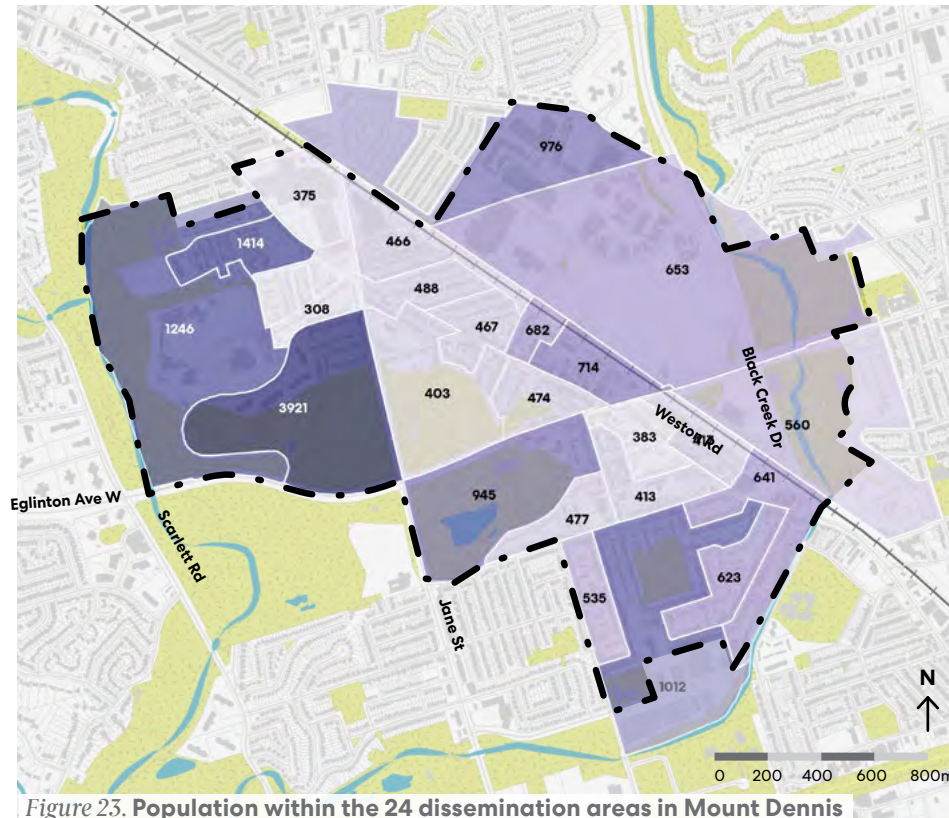 976
375
1414
466
653
488
308
467
682
1246
714
403
474
3921
Black Creek Dr
Weston Rd
383
560
641
945
413
477
Eglinton Ave W
Scarlett Rd
623
535
Jane St
1012
N
0 200 400 600 800m
Figure 23. Population within the 24 dissemination areas in Mount Dennis